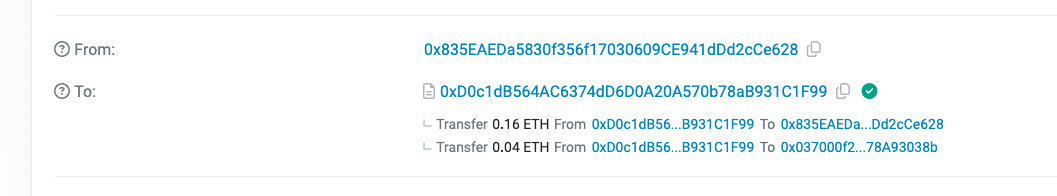 From: 0x835EAEDa5830f356f17030609CE941dDd2cCe628
To: 0xD0c1dB564AC6374dD6D0A20A570b78aB931C1F99
Transfer 0.16 ETH From 0xD0c1dB56...B931C1F99 To 0x835EAEDa...Dd2cCe628
Transfer 0.04 ETH From 0xD0c1dB56...B931C1F99 To 0x037000f2...78A93038b